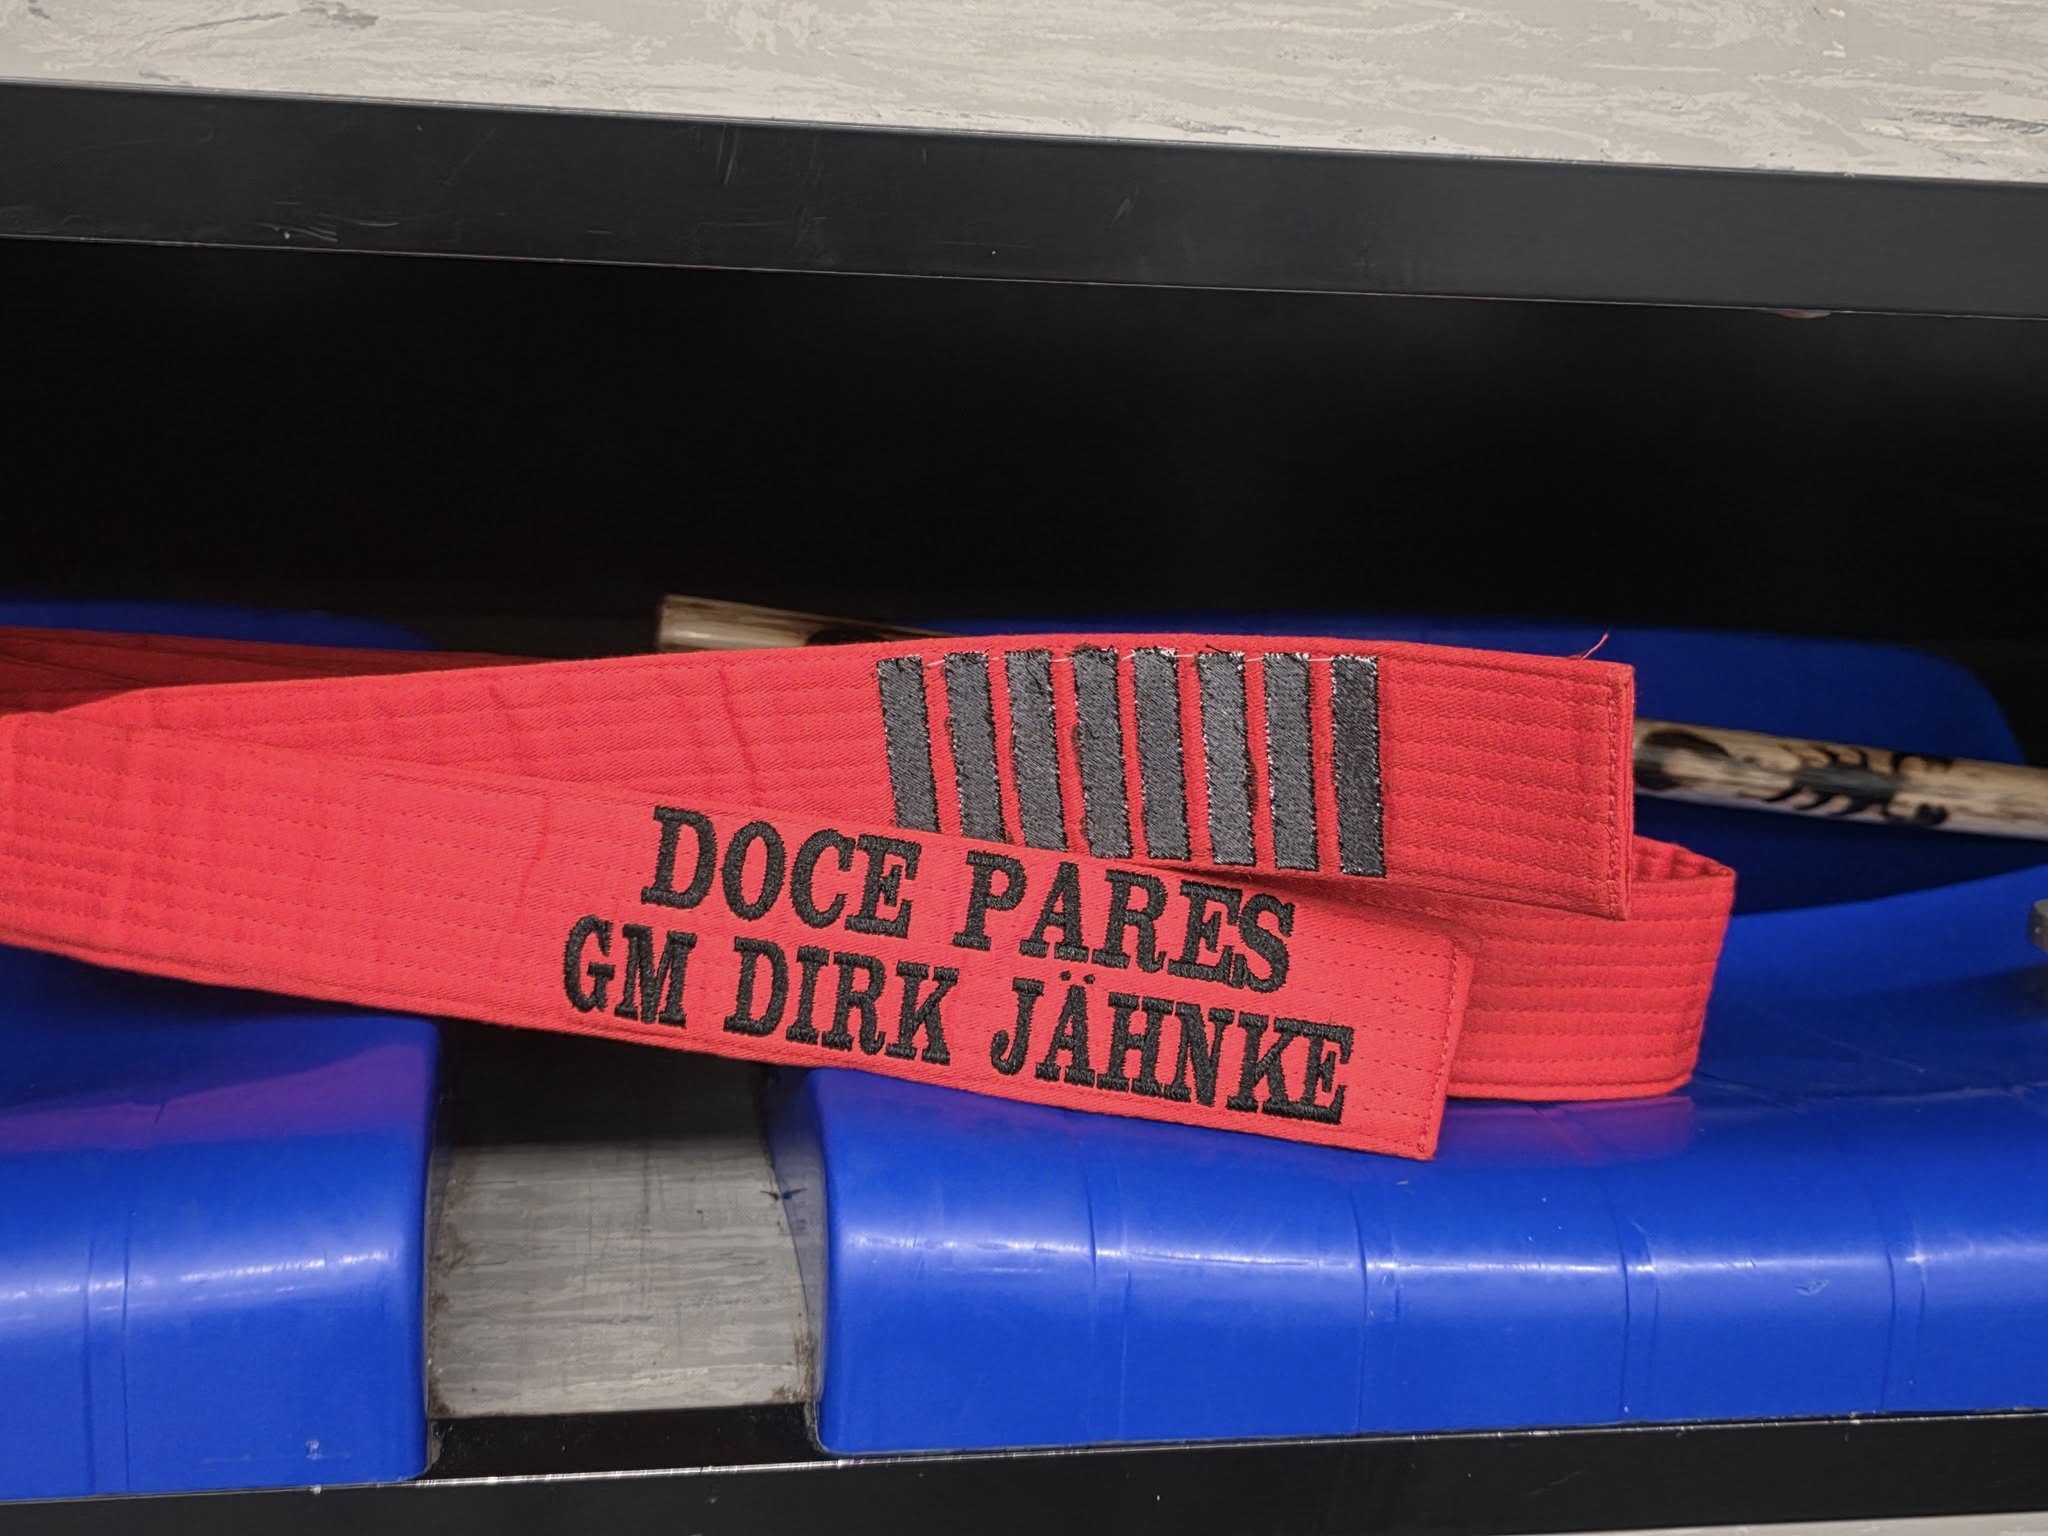 DOCE PARES
GM DIRK JÄHNKE